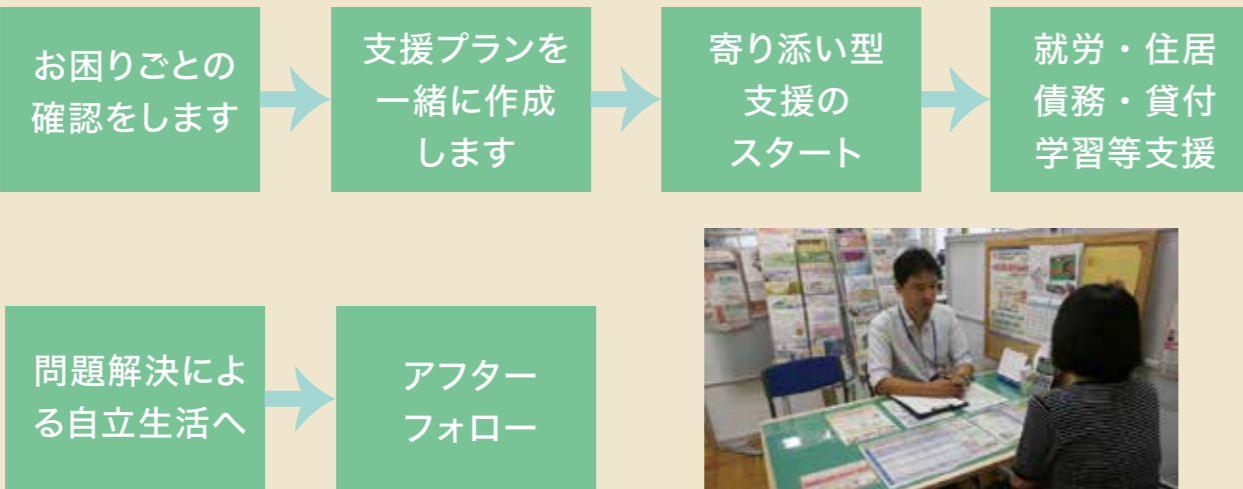 お困りごとの
確認をします
支援プランを
一緒に作成
します
寄り添い型
支援の
スタート
就労・住居
債務・貸付
学習等支援
問題解決によ
る自立生活へ
アフター
フォロー